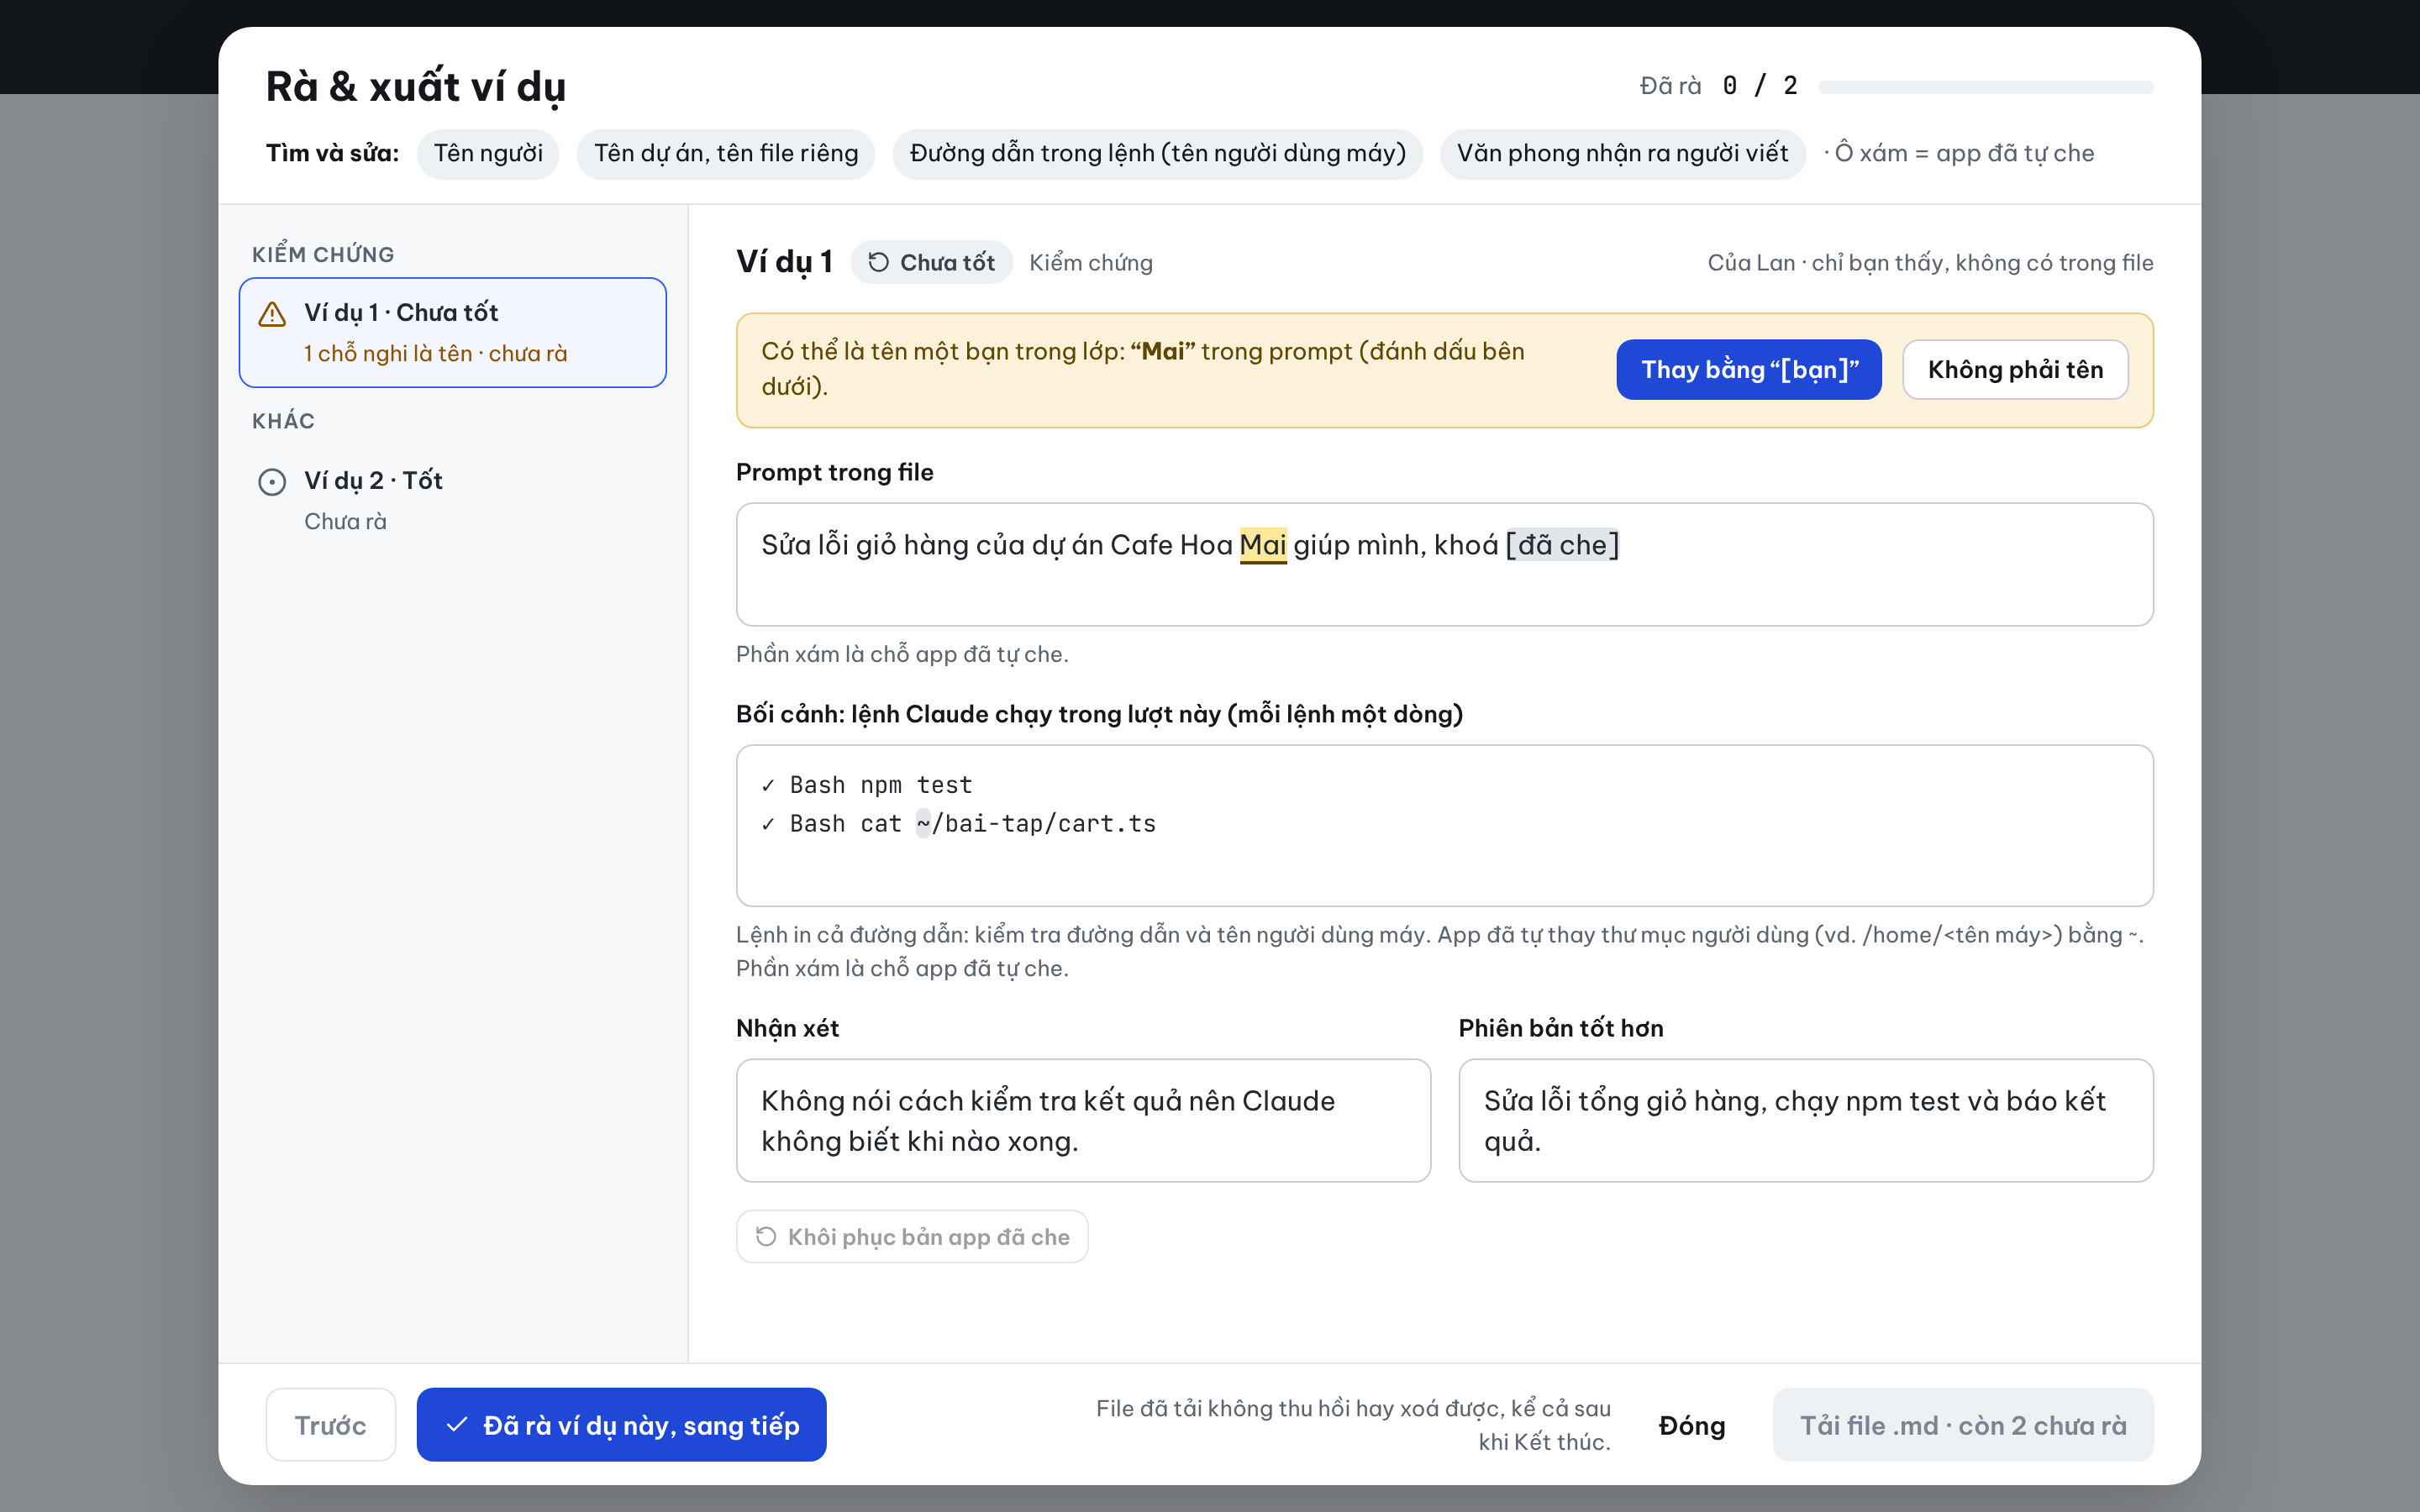 Rà & xuất ví dụ
Đã rà 0 / 2
Tìm và sửa: Tên người Tên dự án, tên file riêng Đường dẫn trong lệnh (tên người dùng máy) Văn phong nhận ra người viết · Ô xám = app đã tự che
KIỂM CHỨNG
Ví dụ 1 · Chưa tốt
1 chỗ nghi là tên · chưa rà
KHÁC
Ví dụ 2 · Tốt
Chưa rà
Ví dụ 1 Chưa tốt Kiểm chứng
Của Lan · chỉ bạn thấy, không có trong file
Có thể là tên một bạn trong lớp: “Mai” trong prompt (đánh dấu bên
dưới).
Thay bằng “[bạn]”
Không phải tên
Prompt trong file
Sửa lỗi giỏ hàng của dự án Cafe Hoa Mai giúp mình, khoá [đã che]
Phần xám là chỗ app đã tự che.
Bối cảnh: lệnh Claude chạy trong lượt này (mỗi lệnh một dòng)
✓ Bash npm test
✓ Bash cat ~/bai-tap/cart.ts
Lệnh in cả đường dẫn: kiểm tra đường dẫn và tên người dùng máy. App đã tự thay thư mục người dùng (vd. /home/<tên máy>) bằng ~.
Phần xám là chỗ app đã tự che.
Nhận xét
Không nói cách kiểm tra kết quả nên Claude
không biết khi nào xong.
Phiên bản tốt hơn
Sửa lỗi tổng giỏ hàng, chạy npm test và báo kết
quả.
Khôi phục bản app đã che
Trước
Đã rà ví dụ này, sang tiếp
File đã tải không thu hồi hay xoá được, kể cả sau
khi Kết thúc.
Đóng
Tải file .md · còn 2 chưa rà